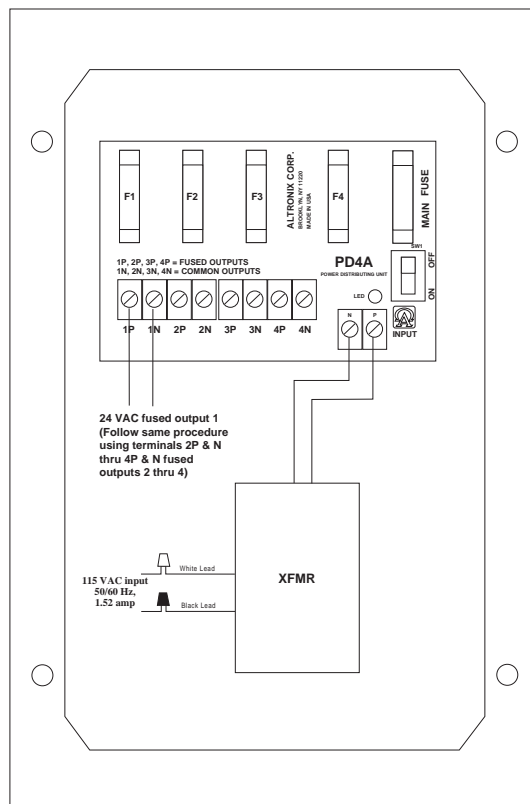 F1
F2
F3
ALTRONIX CORP.
BROOKLYN, NY 11220
MADE IN USA
F4
MAIN FUSE
1P, 2P, 3P, 4P = FUSED OUTPUTS
1N, 2N, 3N, 4N = COMMON OUTPUTS
PD4A
POWER DISTRIBUTING UNIT
SW1
OFF
ON
LED
1P 1N 2P 2N 3P 3N 4P 4N
N P
INPUT
24 VAC fused output 1
(Follow same procedure
using terminals 2P & N
thru 4P & N fused
outputs 2 thru 4)
XFMR
White Lead
115 VAC input
50/60 Hz,
1.52 amp
Black Lead